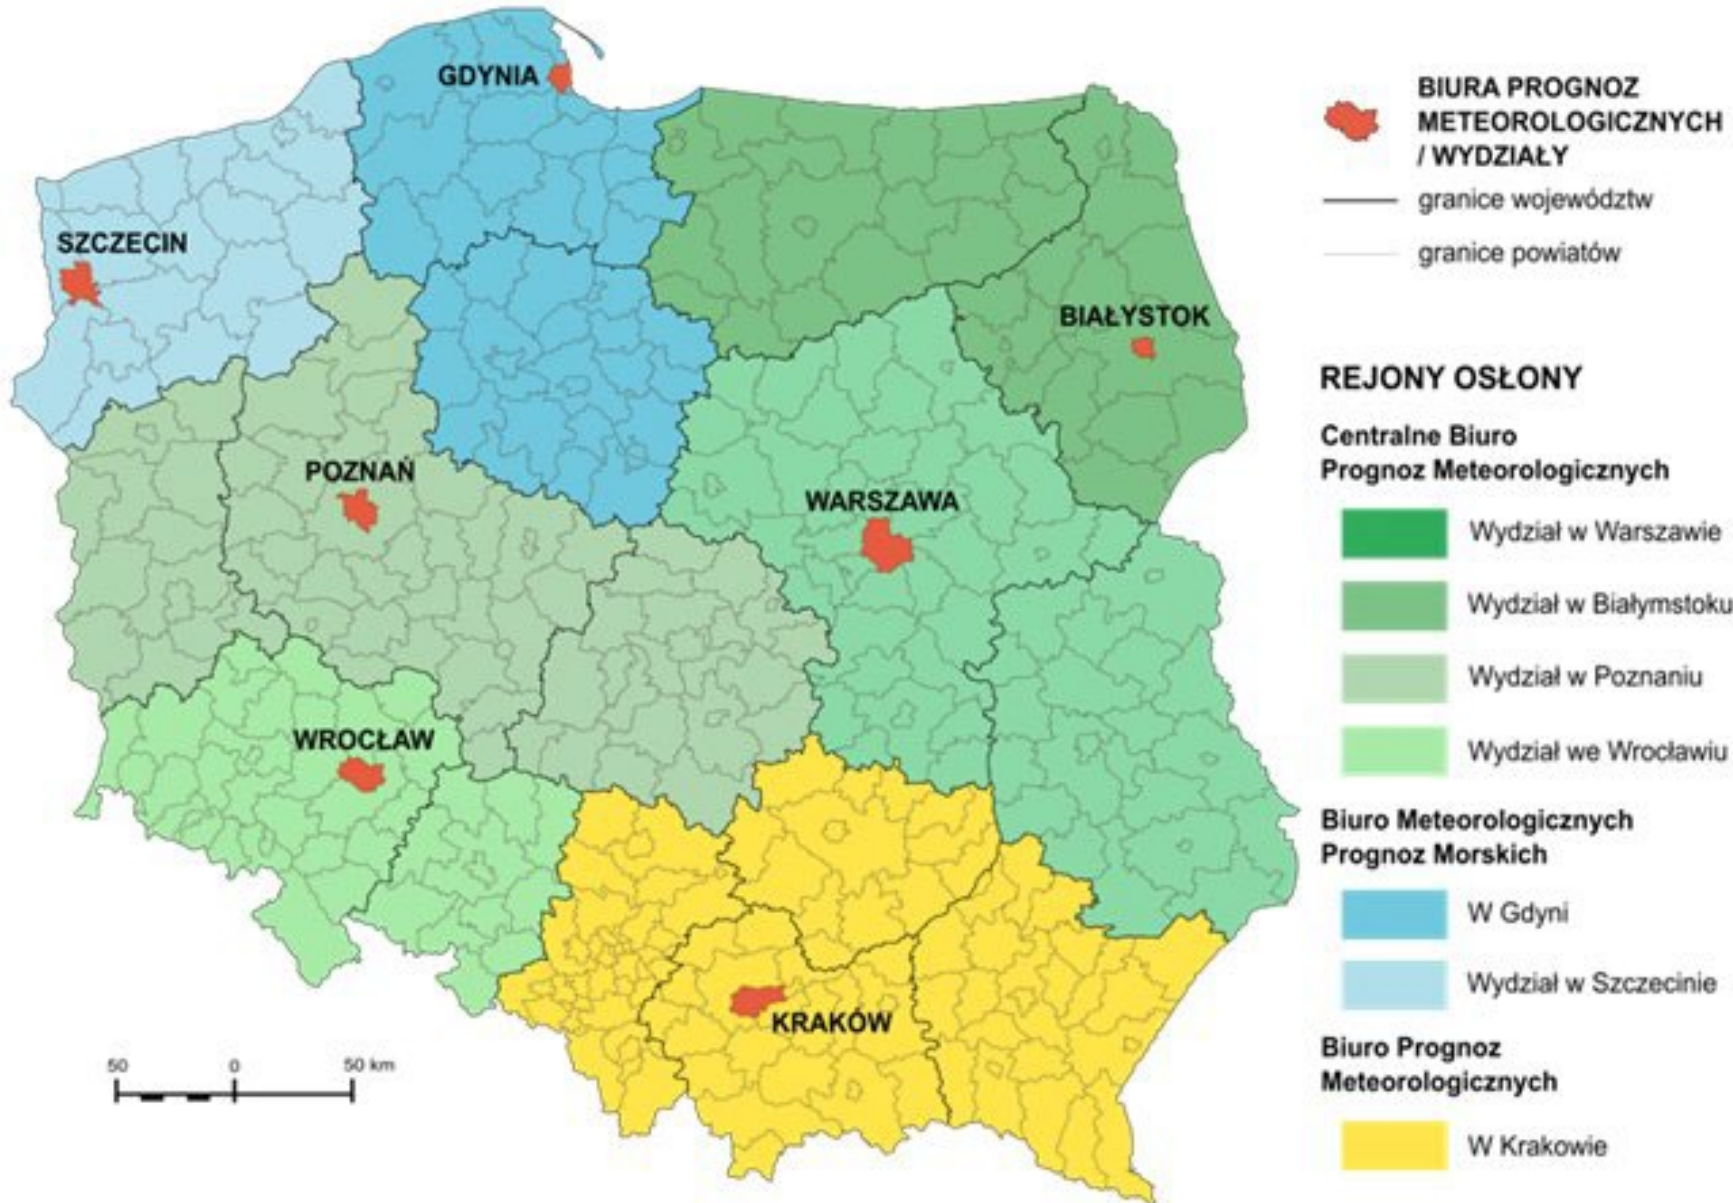 GDYNIA
SZCZECIN
BIAŁYSTOK
POZNAŃ
WARSZAWA
WROCŁAW
KRAKÓW
50 0 50 km
BIURA PROGNOZ
METEOROLOGICZNYCH
/ WYDZIAŁY
granice województw
granice powiatów
REJONY OSŁONY
Centralne Biuro
Prognoz Meteorologicznych
Wydział w Warszawie
Wydział w Białymstoku
Wydział w Poznaniu
Wydział we Wrocławiu
Biuro Meteorologicznych
Prognoz Morskich
W Gdyni
Wydział w Szczecinie
Biuro Prognoz
Meteorologicznych
W Krakowie